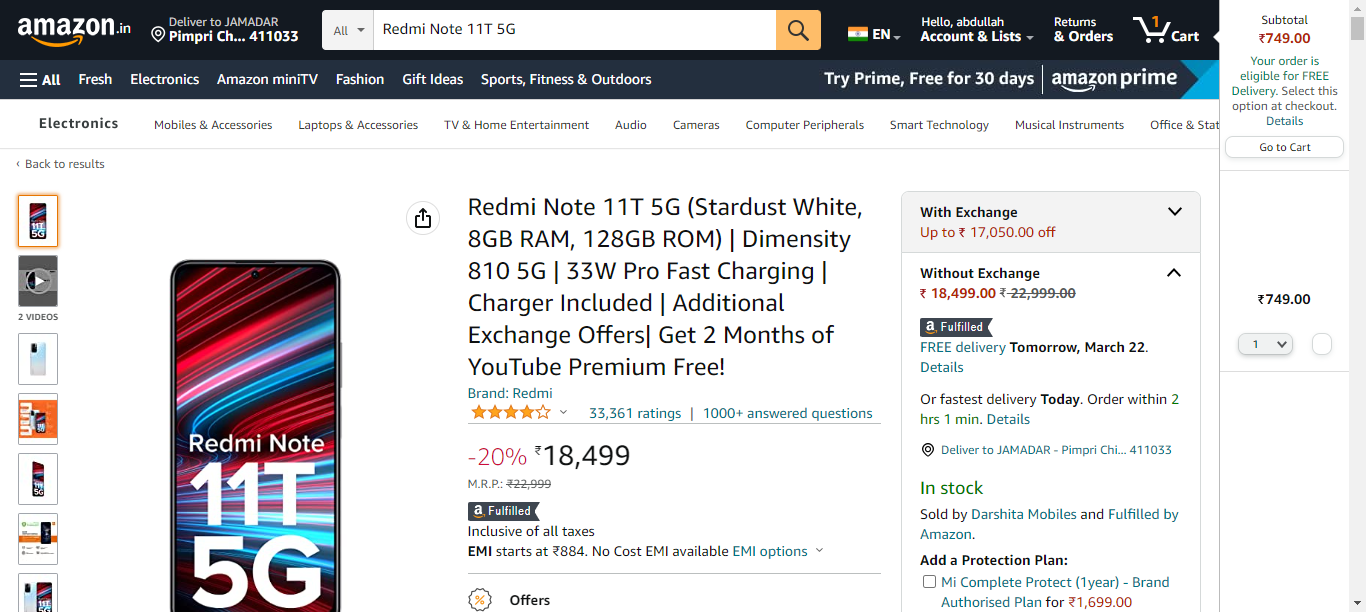 amazon.in
Deliver to JAMADAR
Pimpri Ch... 411033
All
Redmi Note 11T 5G
EN
Hello, abdullah
Account & Lists
Returns
& Orders
1
Cart
All
Fresh
Electronics
Amazon miniTV
Fashion
Gift Ideas
Sports, Fitness & Outdoors
Try Prime, Free for 30 days
amazon prime
Electronics
Mobiles & Accessories
Laptops & Accessories
TV & Home Entertainment
Audio
Cameras
Computer Peripherals
Smart Technology
Musical Instruments
Office & Stat
‹ Back to results
11T
5G
2 VIDEOS
Redmi Note
11T
5G
Redmi Note 11T 5G (Stardust White,
8GB RAM, 128GB ROM) | Dimensity
810 5G | 33W Pro Fast Charging |
Charger Included | Additional
Exchange Offers| Get 2 Months of
YouTube Premium Free!
Brand: Redmi
33,361 ratings | 1000+ answered questions
-20% ₹18,499
M.R.P.: ₹22,999
a Fulfilled
Inclusive of all taxes
EMI starts at ₹884. No Cost EMI available EMI options
%
Offers
With Exchange
Up to ₹ 17,050.00 off
Without Exchange
₹ 18,499.00 ₹ 22,999.00
a Fulfilled
FREE delivery Tomorrow, March 22.
Details
Or fastest delivery Today. Order within 2
hrs 1 min. Details
Deliver to JAMADAR - Pimpri Chi... 411033
In stock
Sold by Darshita Mobiles and Fulfilled by
Amazon.
Add a Protection Plan:
Mi Complete Protect (1year) - Brand
Authorised Plan for ₹1,699.00
Subtotal
₹749.00
Your order is
eligible for FREE
Delivery. Select this
option at checkout.
Details
Go to Cart
₹749.00
1